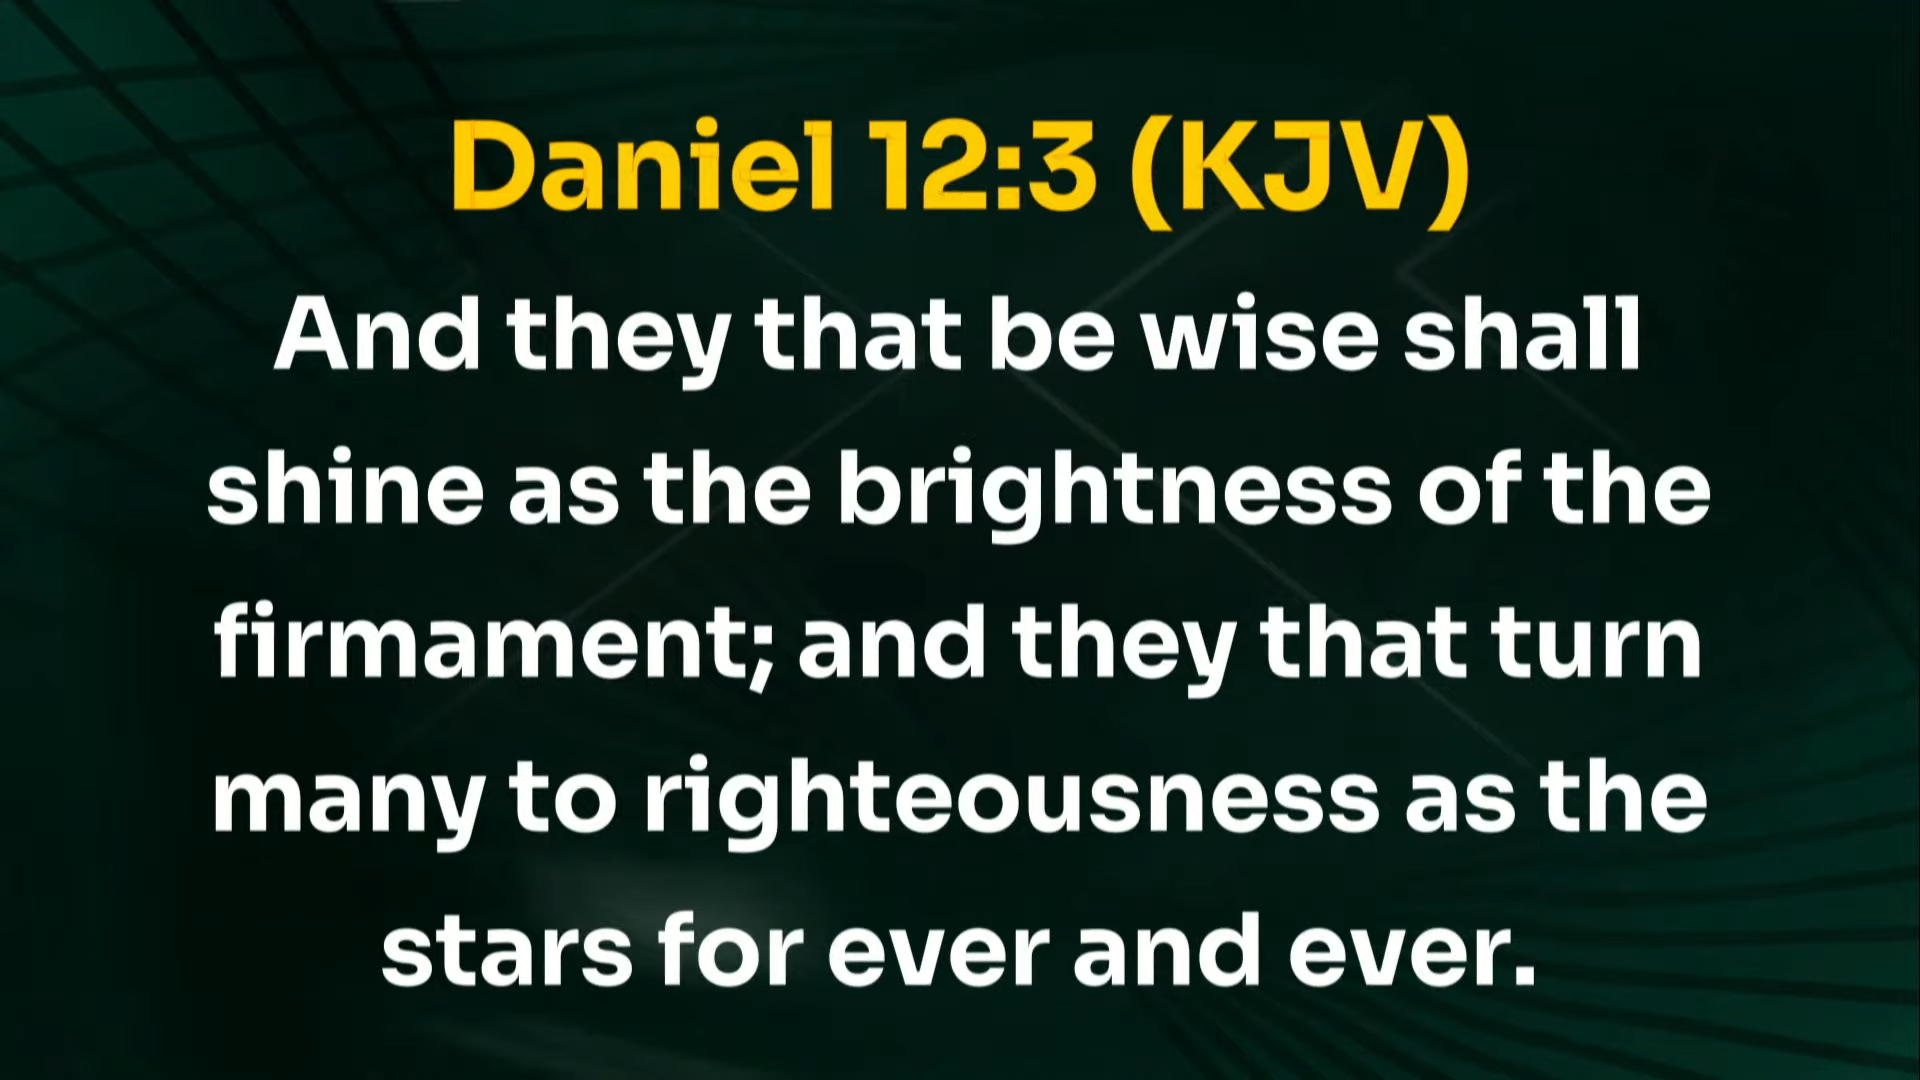 Daniel 12:3 (KJV)
And they that be wise shall
shine as the brightness of the
firmament; and they that turn
many to righteousness as the
stars for ever and ever.